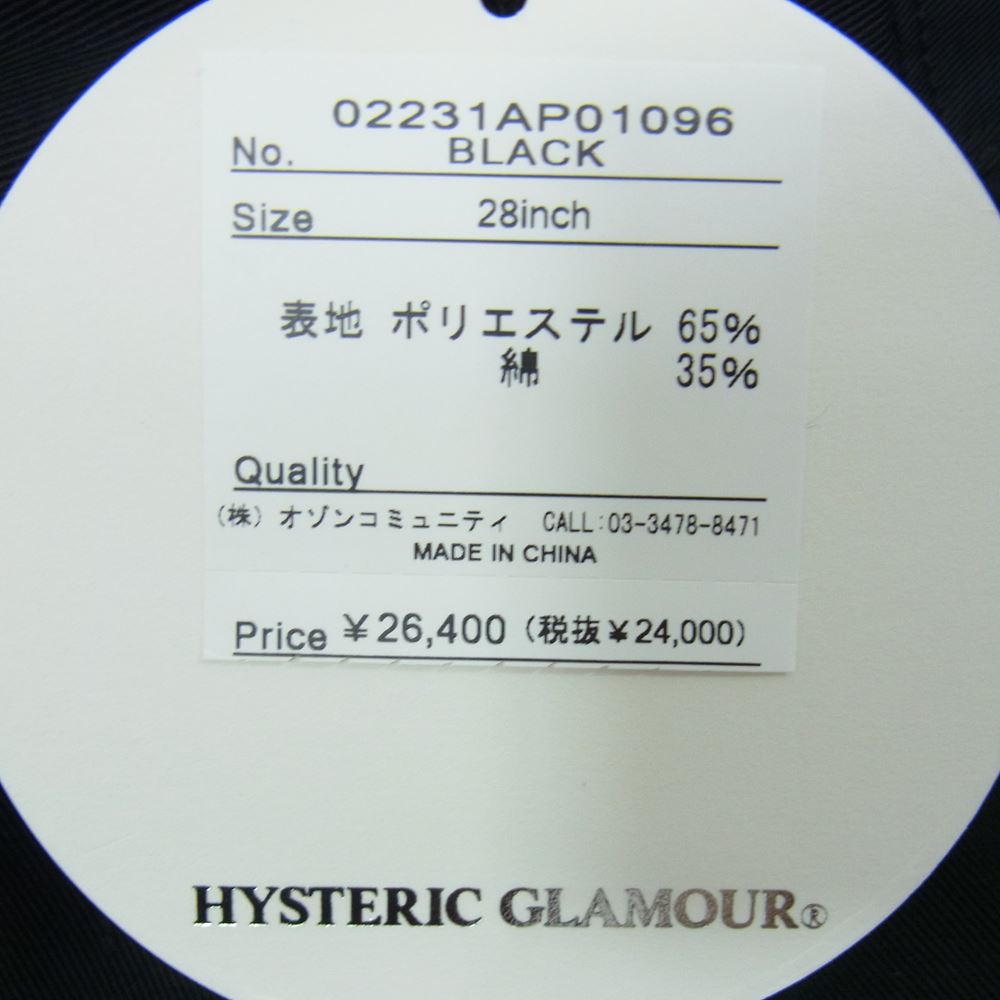 02231AP01096
No. BLACK
Size 28inch
表地 ポリエステル 65%
綿 35%
Quality
(株) オゾンコミュニティ CALL:03-3478-8471
MADE IN CHINA
Price ¥26,400 (税抜¥24,000)
HYSTERIC GLAMOUR®